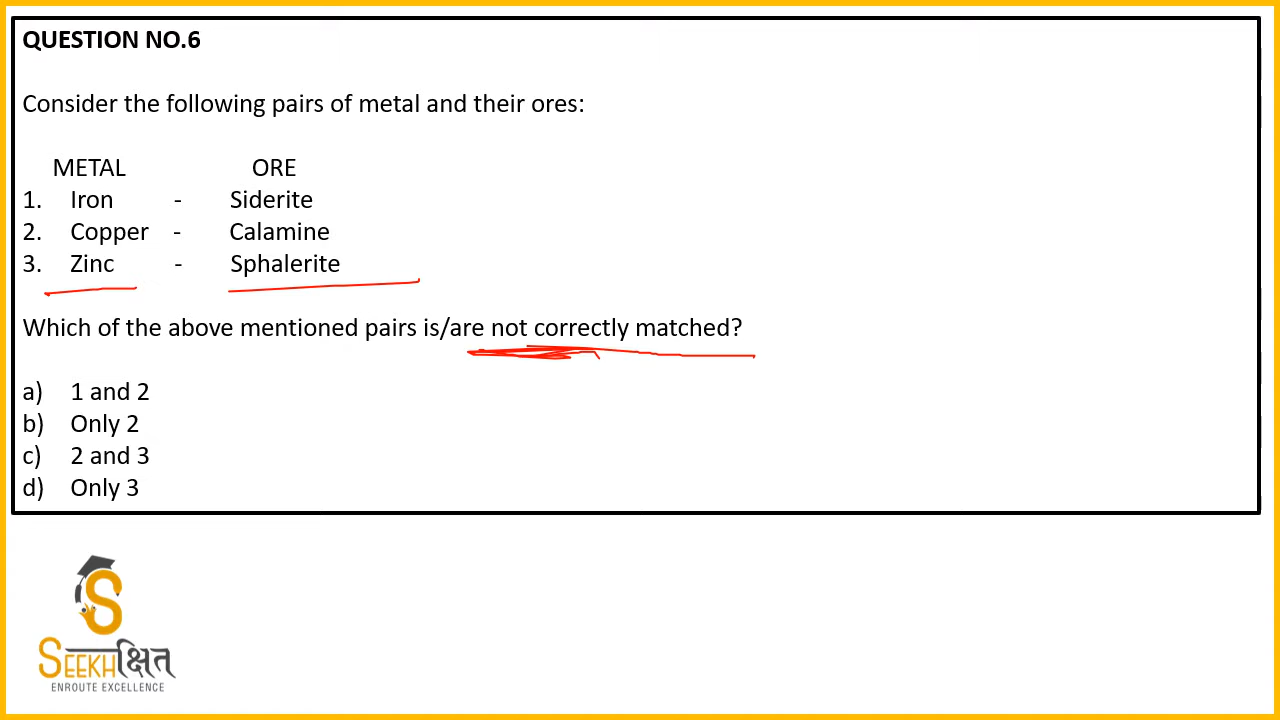 QUESTION NO.6
Consider the following pairs of metal and their ores:
METAL ORE
1. Iron - Siderite
2. Copper - Calamine
3. Zinc - Sphalerite
Which of the above mentioned pairs is/are not correctly matched?
a) 1 and 2
b) Only 2
c) 2 and 3
d) Only 3
S
SEEKHक्षित
ENROUTE EXCELLENCE